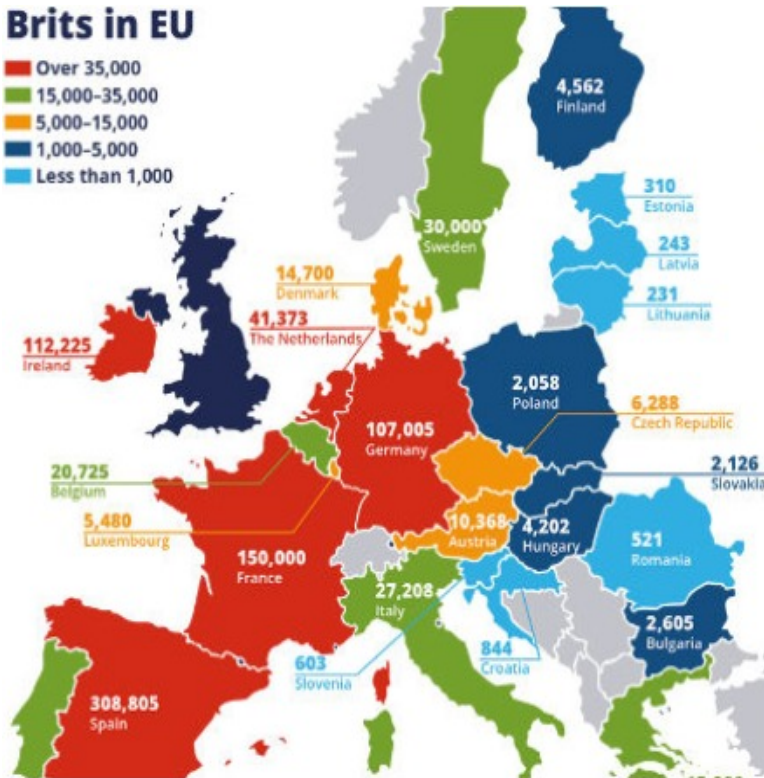 Brits in EU
Over 35,000
15,000–35,000
5,000–15,000
1,000–5,000
Less than 1,000
4,562
Finland
310
Estonia
30,000
Sweden
243
Latvia
14,700
Denmark
231
Lithuania
41,373
The Netherlands
112,225
Ireland
2,058
Poland
6,288
Czech Republic
107,005
Germany
20,725
Belgium
2,126
Slovakia
5,480
Luxembourg
10,368
Austria
4,202
Hungary
521
Romania
150,000
France
27,208
Italy
2,605
Bulgaria
603
Slovenia
844
Croatia
308,805
Spain